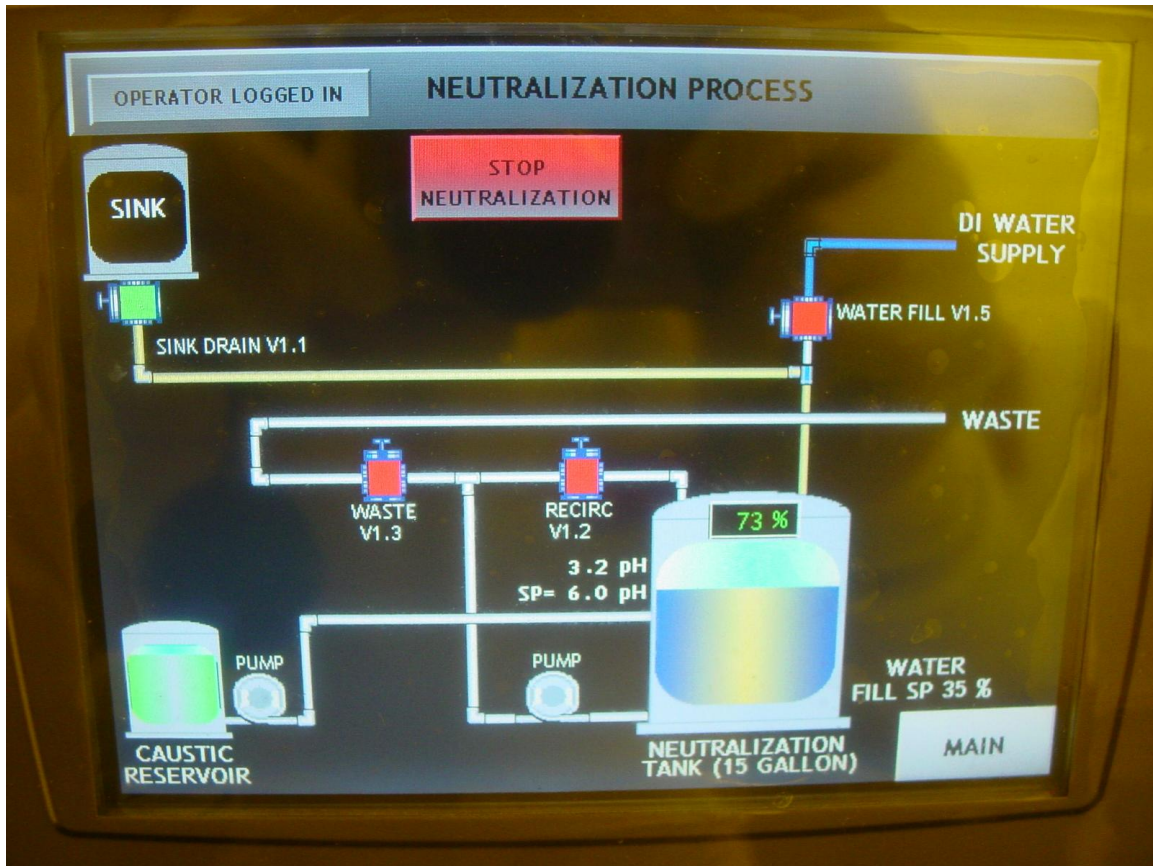 OPERATOR LOGGED IN
NEUTRALIZATION PROCESS
STOP
NEUTRALIZATION
SINK
DI WATER
SUPPLY
WATER FILL V1.5
SINK DRAIN V1.1
WASTE
WASTE
V1.3
RECIRC
V1.2
73 %
3.2 pH
SP= 6.0 pH
PUMP
PUMP
WATER
FILL SP 35 %
CAUSTIC
RESERVOIR
NEUTRALIZATION
TANK (15 GALLON)
MAIN